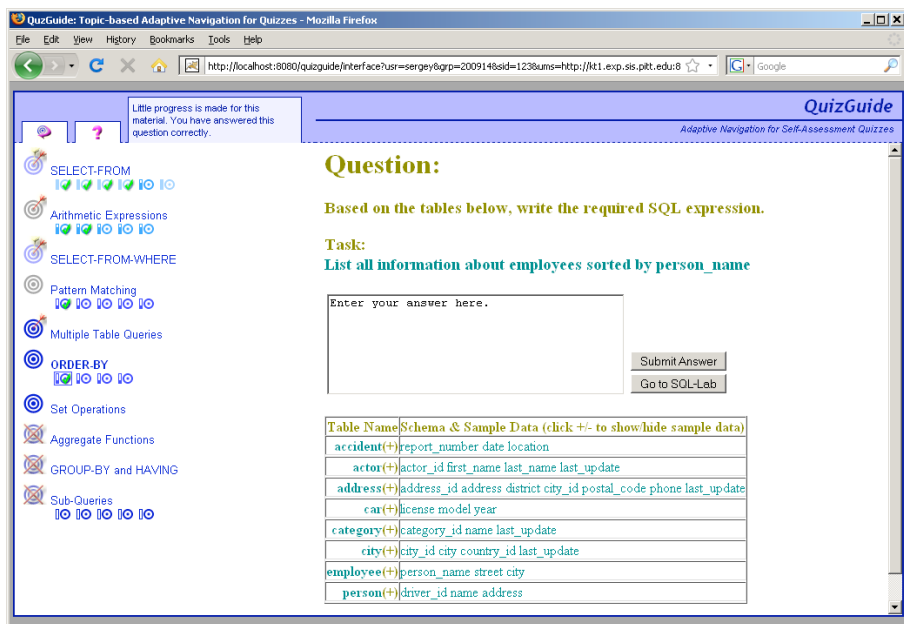 QuzGuide: Topic-based Adaptive Navigation for Quizzes - Mozilla Firefox
File Edit View History Bookmarks Tools Help
http://localhost:8080/quizguide/interface?usr=sergey&grp=200914&sid=123&ums=http://kt1.exp.sis.pitt.edu:8
G Google
Little progress is made for this
material. You have answered this
question correctly.
?
QuizGuide
Adaptive Navigation for Self-Assessment Quizzes
SELECT-FROM
Arithmetic Expressions
SELECT-FROM-WHERE
Pattern Matching
Multiple Table Queries
ORDER-BY
Set Operations
Aggregate Functions
GROUP-BY and HAVING
Sub-Queries
Question:
Based on the tables below, write the required SQL expression.
Task:
List all information about employees sorted by person_name
Enter your answer here.
Submit Answer
Go to SQL-Lab
Table Name Schema & Sample Data (click +/- to show/hide sample data)
accident(+) report_number date location
actor(+) actor_id first_name last_name last_update
address(+) address_id address district city_id postal_code phone last_update
car(+) license model year
category(+) category_id name last_update
city(+) city_id city country_id last_update
employee(+) person_name street city
person(+) driver_id name address